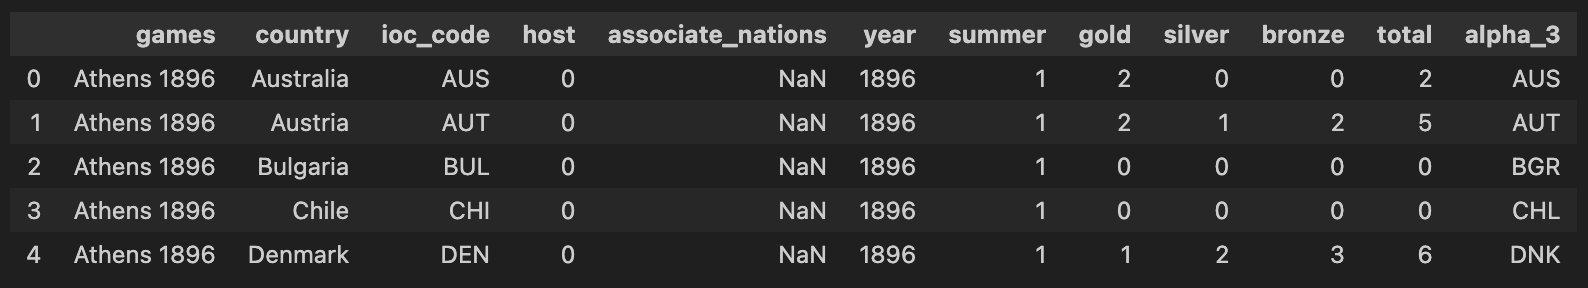 games country ioc_code host associate_nations year summer gold silver bronze total alpha_3
0 Athens 1896 Australia AUS 0 NaN 1896 1 2 0 0 2 AUS
1 Athens 1896 Austria AUT 0 NaN 1896 1 2 1 2 5 AUT
2 Athens 1896 Bulgaria BUL 0 NaN 1896 1 0 0 0 0 BGR
3 Athens 1896 Chile CHI 0 NaN 1896 1 0 0 0 0 CHL
4 Athens 1896 Denmark DEN 0 NaN 1896 1 1 2 3 6 DNK